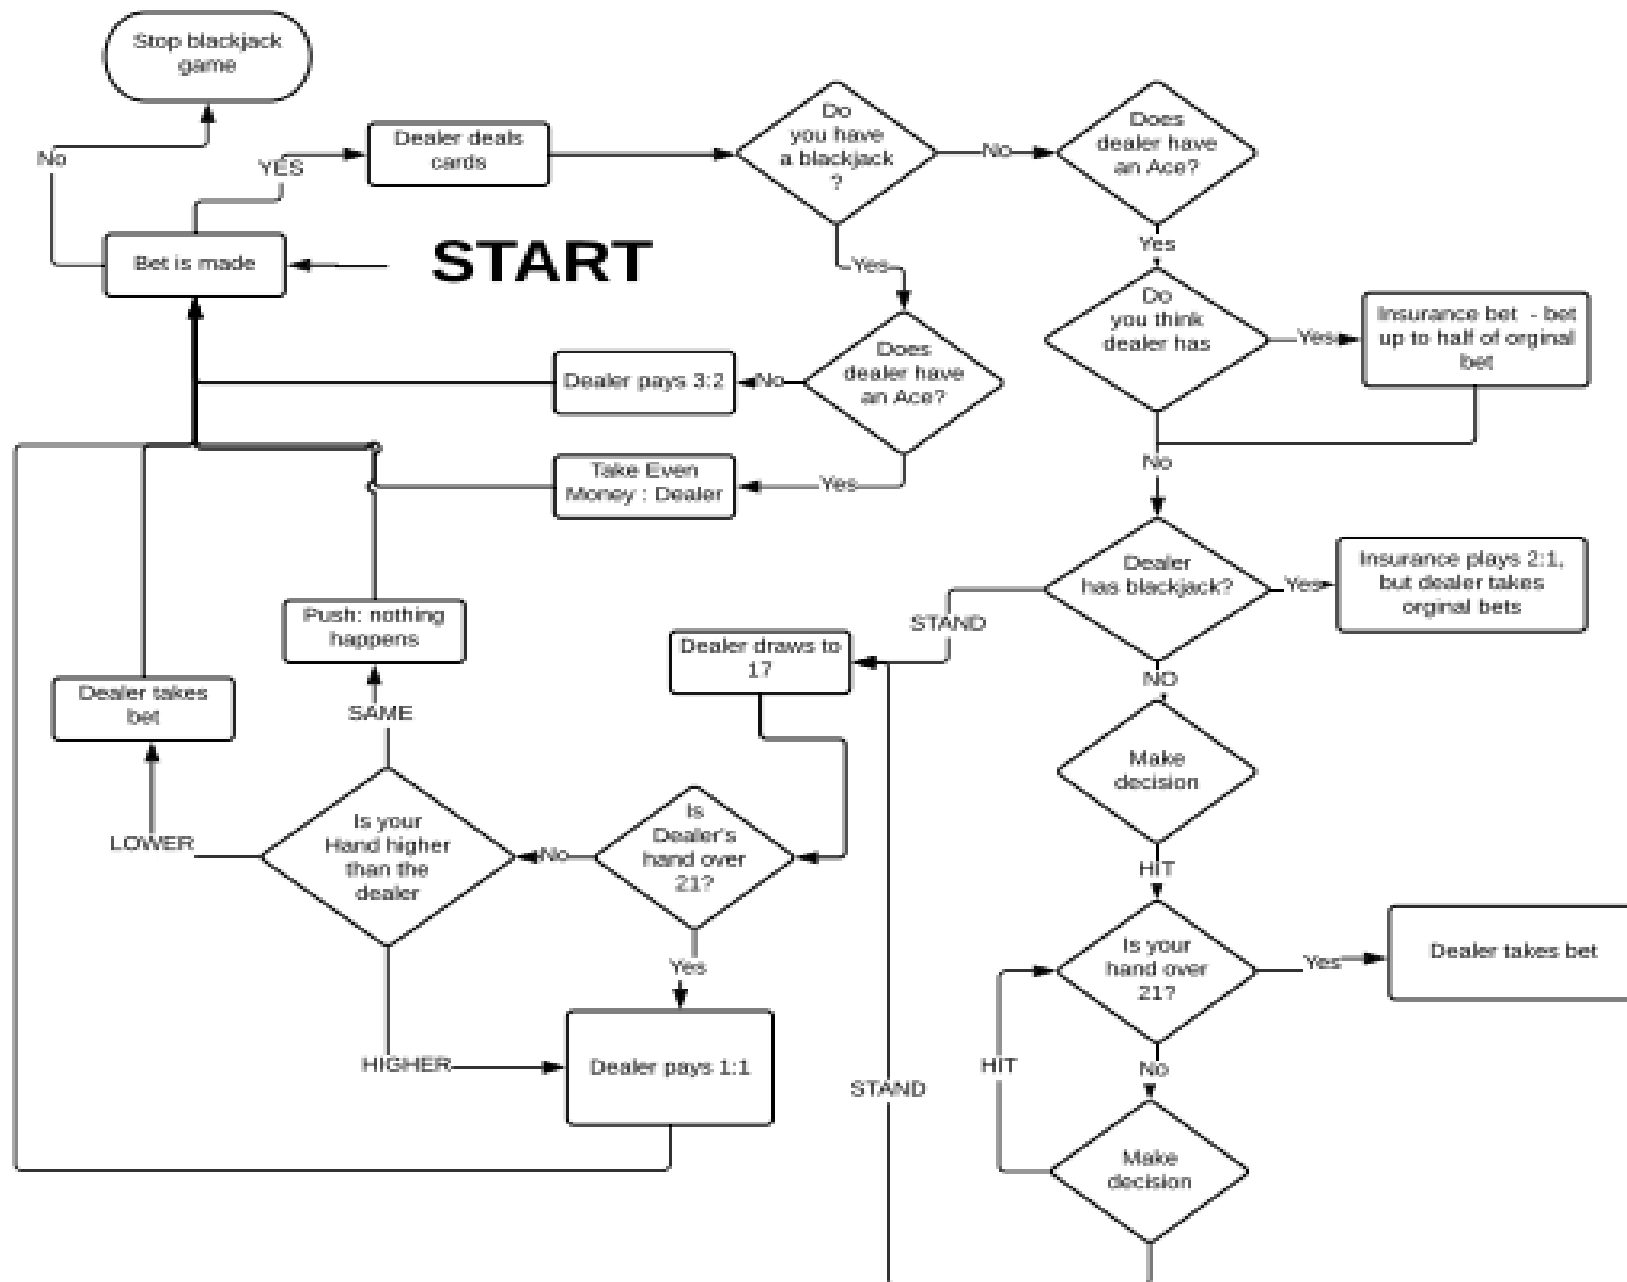 Stop blackjack
game
No
YES
Dealer deals
cards
Do
you have
a blackjack
?
No
Does
dealer have
an Ace?
Bet is made
START
Yes
Yes
Do
you think
dealer has
Yes
Insurance bet - bet
up to half of orginal
bet
Dealer pays 3:2
No
Does
dealer have
an Ace?
Take Even
Money : Dealer
Yes
No
Dealer
has blackjack?
Yes
Insurance plays 2:1,
but dealer takes
orginal bets
Push: nothing
happens
STAND
Dealer draws to
17
Dealer takes
bet
SAME
NO
Make
decision
LOWER
Is your
Hand higher
than the
dealer
No
Is
Dealer's
hand over
21?
HIT
Yes
Is your
hand over
21?
Yes
Dealer takes bet
HIGHER
Dealer pays 1:1
STAND
HIT
No
Make
decision